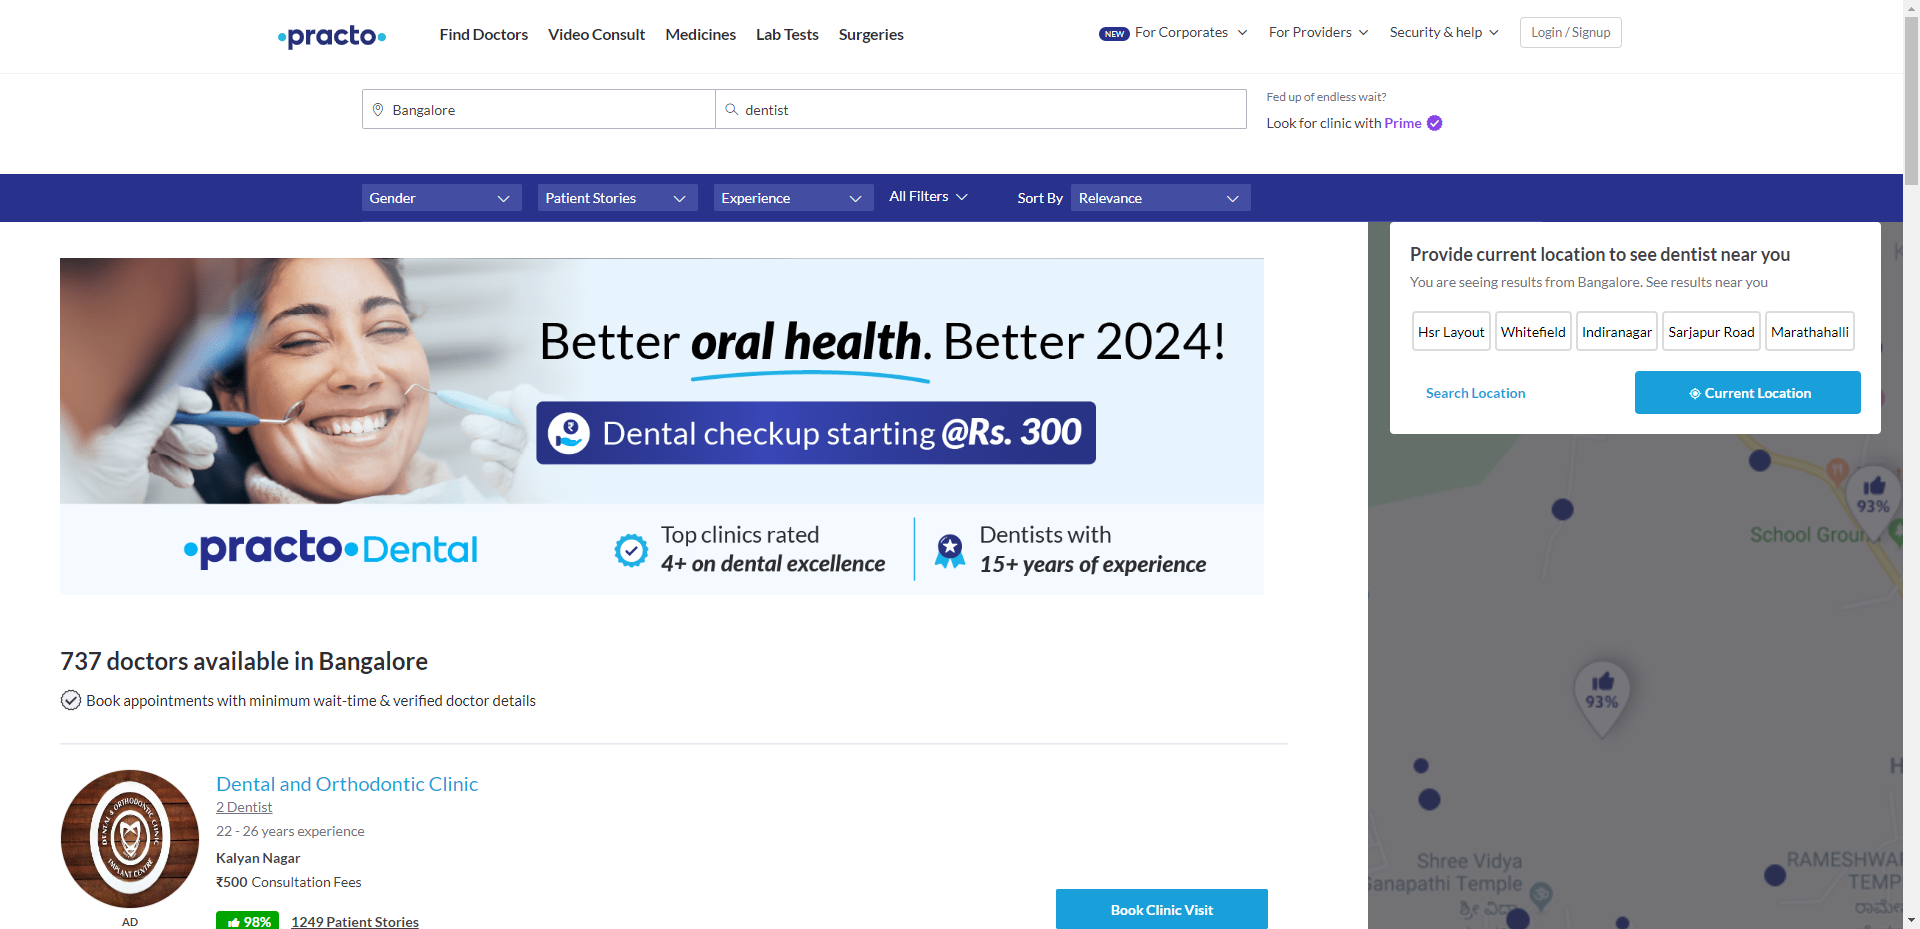 practo
Find Doctors
Video Consult
Medicines
Lab Tests
Surgeries
NEW For Corporates
For Providers
Security & help
Login / Signup
Bangalore
dentist
Fed up of endless wait?
Look for clinic with Prime
Gender
Patient Stories
Experience
All Filters
Sort By
Relevance
Better oral health. Better 2024!
Dental checkup starting @Rs. 300
practo Dental
Top clinics rated
4+ on dental excellence
Dentists with
15+ years of experience
Provide current location to see dentist near you
You are seeing results from Bangalore. See results near you
Hsr Layout
Whitefield
Indiranagar
Sarjapur Road
Marathahalli
Search Location
Current Location
737 doctors available in Bangalore
Book appointments with minimum wait-time & verified doctor details
DENTAL & ORTHODONTIC CLINIC
IMPLANT CENTRE
AD
Dental and Orthodontic Clinic
2 Dentist
22 - 26 years experience
Kalyan Nagar
₹500 Consultation Fees
98%
1249 Patient Stories
Book Clinic Visit
93%
School
93%
Shree Vidya
Temple